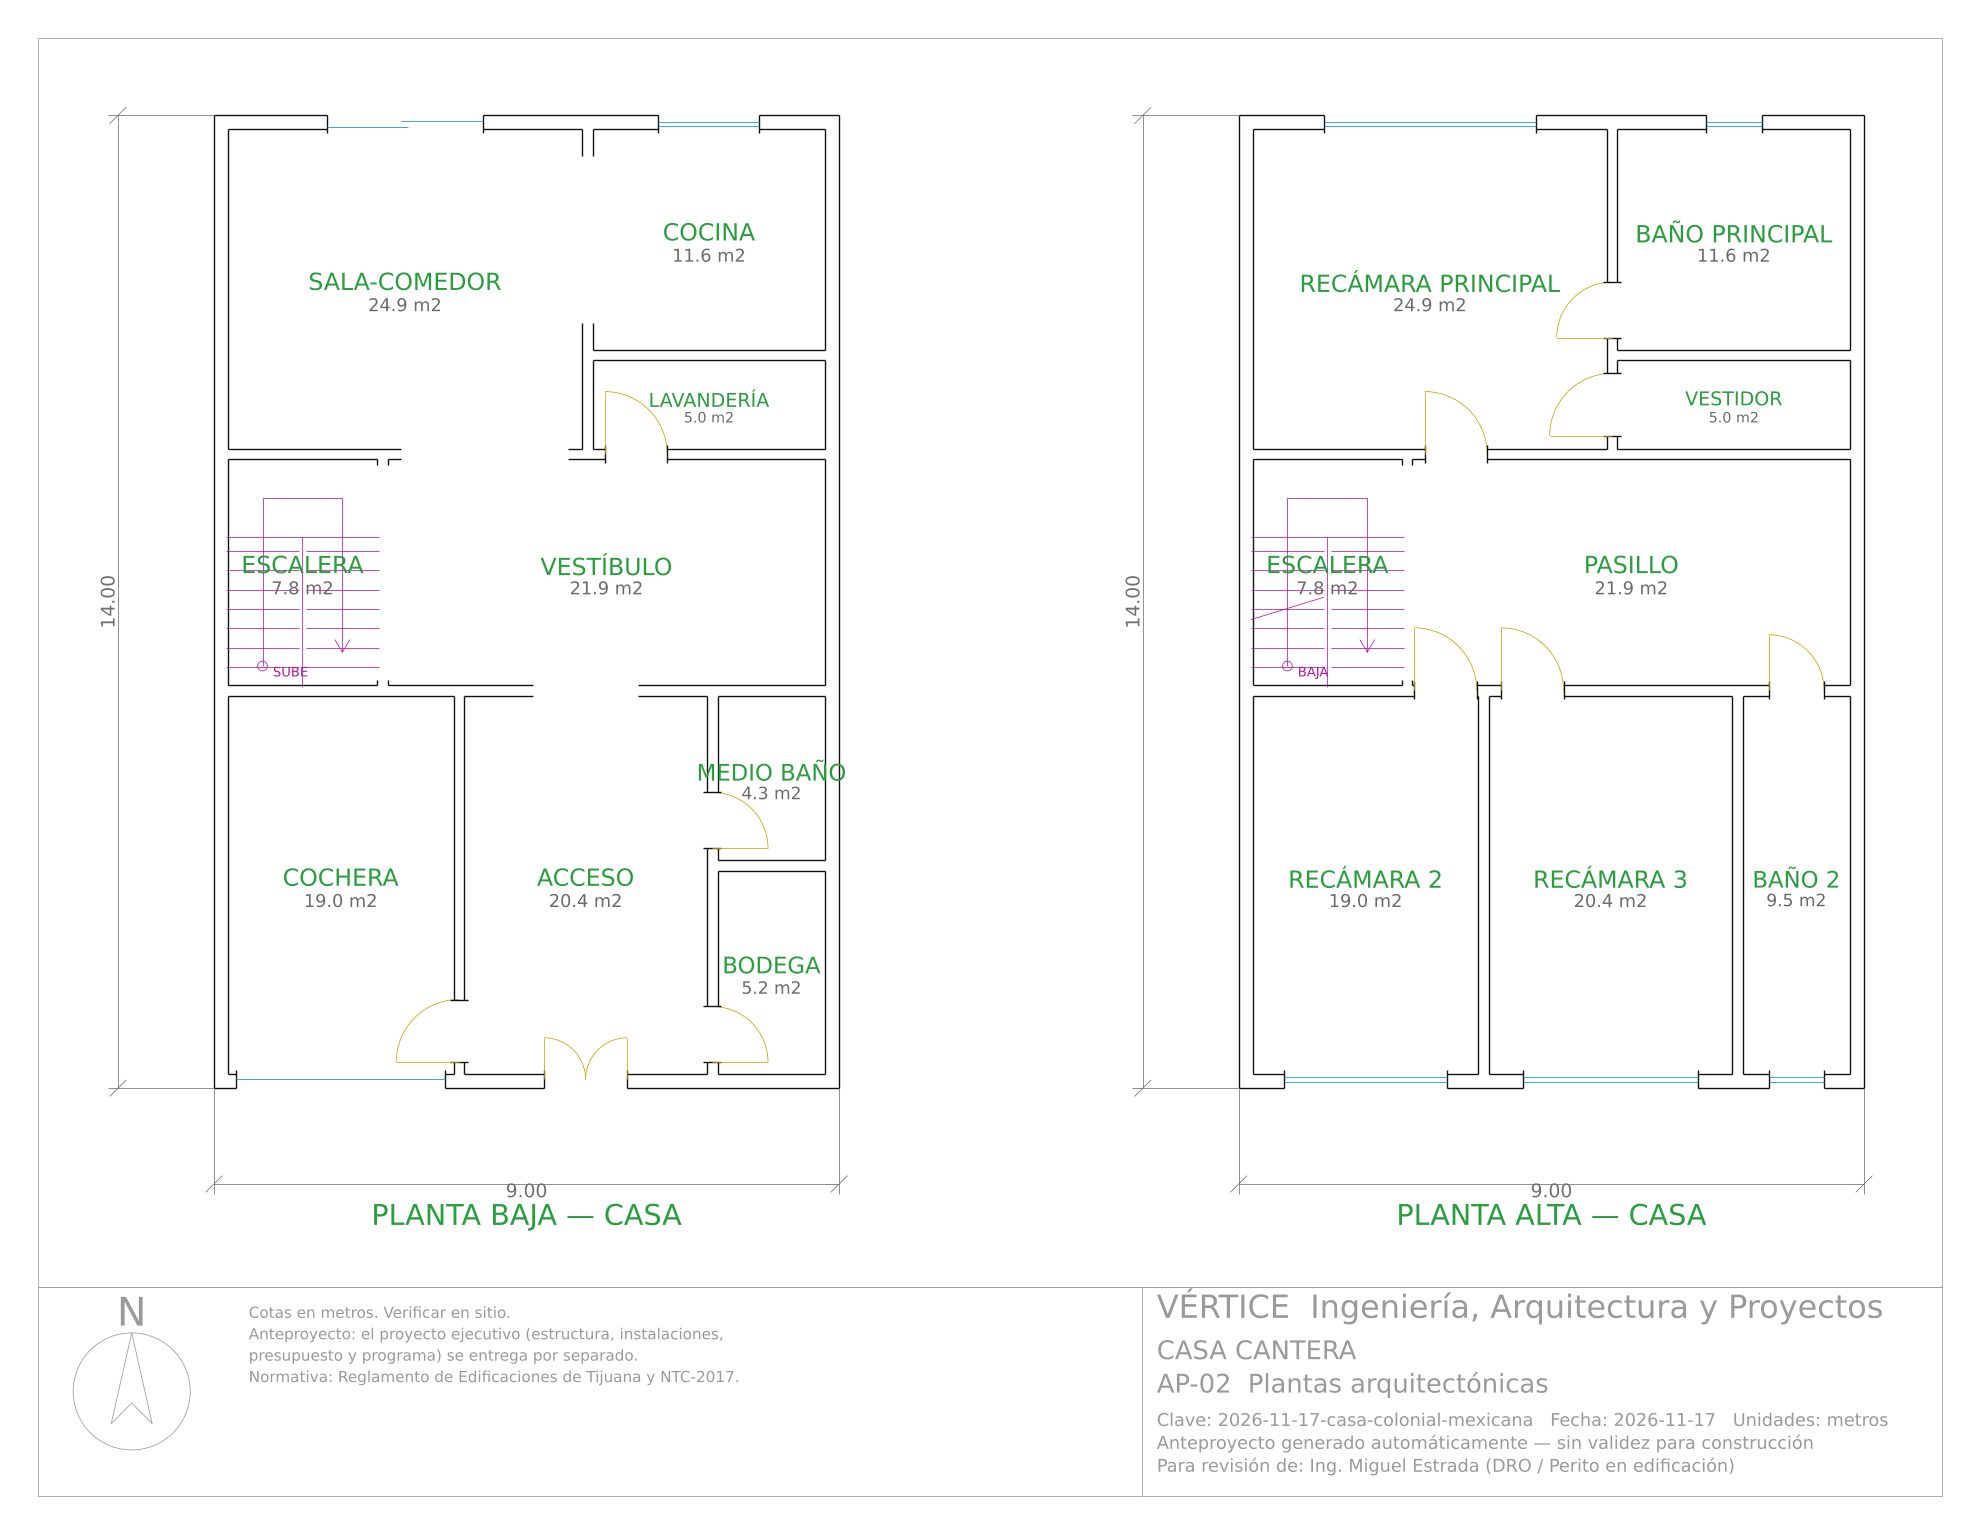 14.00
SALA-COMEDOR
24.9 m2
COCINA
11.6 m2
LAVANDERÍA
5.0 m2
ESCALERA
7.8 m2
SUBE
VESTÍBULO
21.9 m2
MEDIO BAÑO
4.3 m2
COCHERA
19.0 m2
ACCESO
20.4 m2
BODEGA
5.2 m2
9.00
PLANTA BAJA — CASA
14.00
RECÁMARA PRINCIPAL
24.9 m2
BAÑO PRINCIPAL
11.6 m2
VESTIDOR
5.0 m2
ESCALERA
7.8 m2
BAJA
PASILLO
21.9 m2
RECÁMARA 2
19.0 m2
RECÁMARA 3
20.4 m2
BAÑO 2
9.5 m2
9.00
PLANTA ALTA — CASA
N
Cotas en metros. Verificar en sitio.
Anteproyecto: el proyecto ejecutivo (estructura, instalaciones,
presupuesto y programa) se entrega por separado.
Normativa: Reglamento de Edificaciones de Tijuana y NTC-2017.
VÉRTICE  Ingeniería, Arquitectura y Proyectos
CASA CANTERA
AP-02  Plantas arquitectónicas
Clave: 2026-11-17-casa-colonial-mexicana   Fecha: 2026-11-17   Unidades: metros
Anteproyecto generado automáticamente — sin validez para construcción
Para revisión de: Ing. Miguel Estrada (DRO / Perito en edificación)